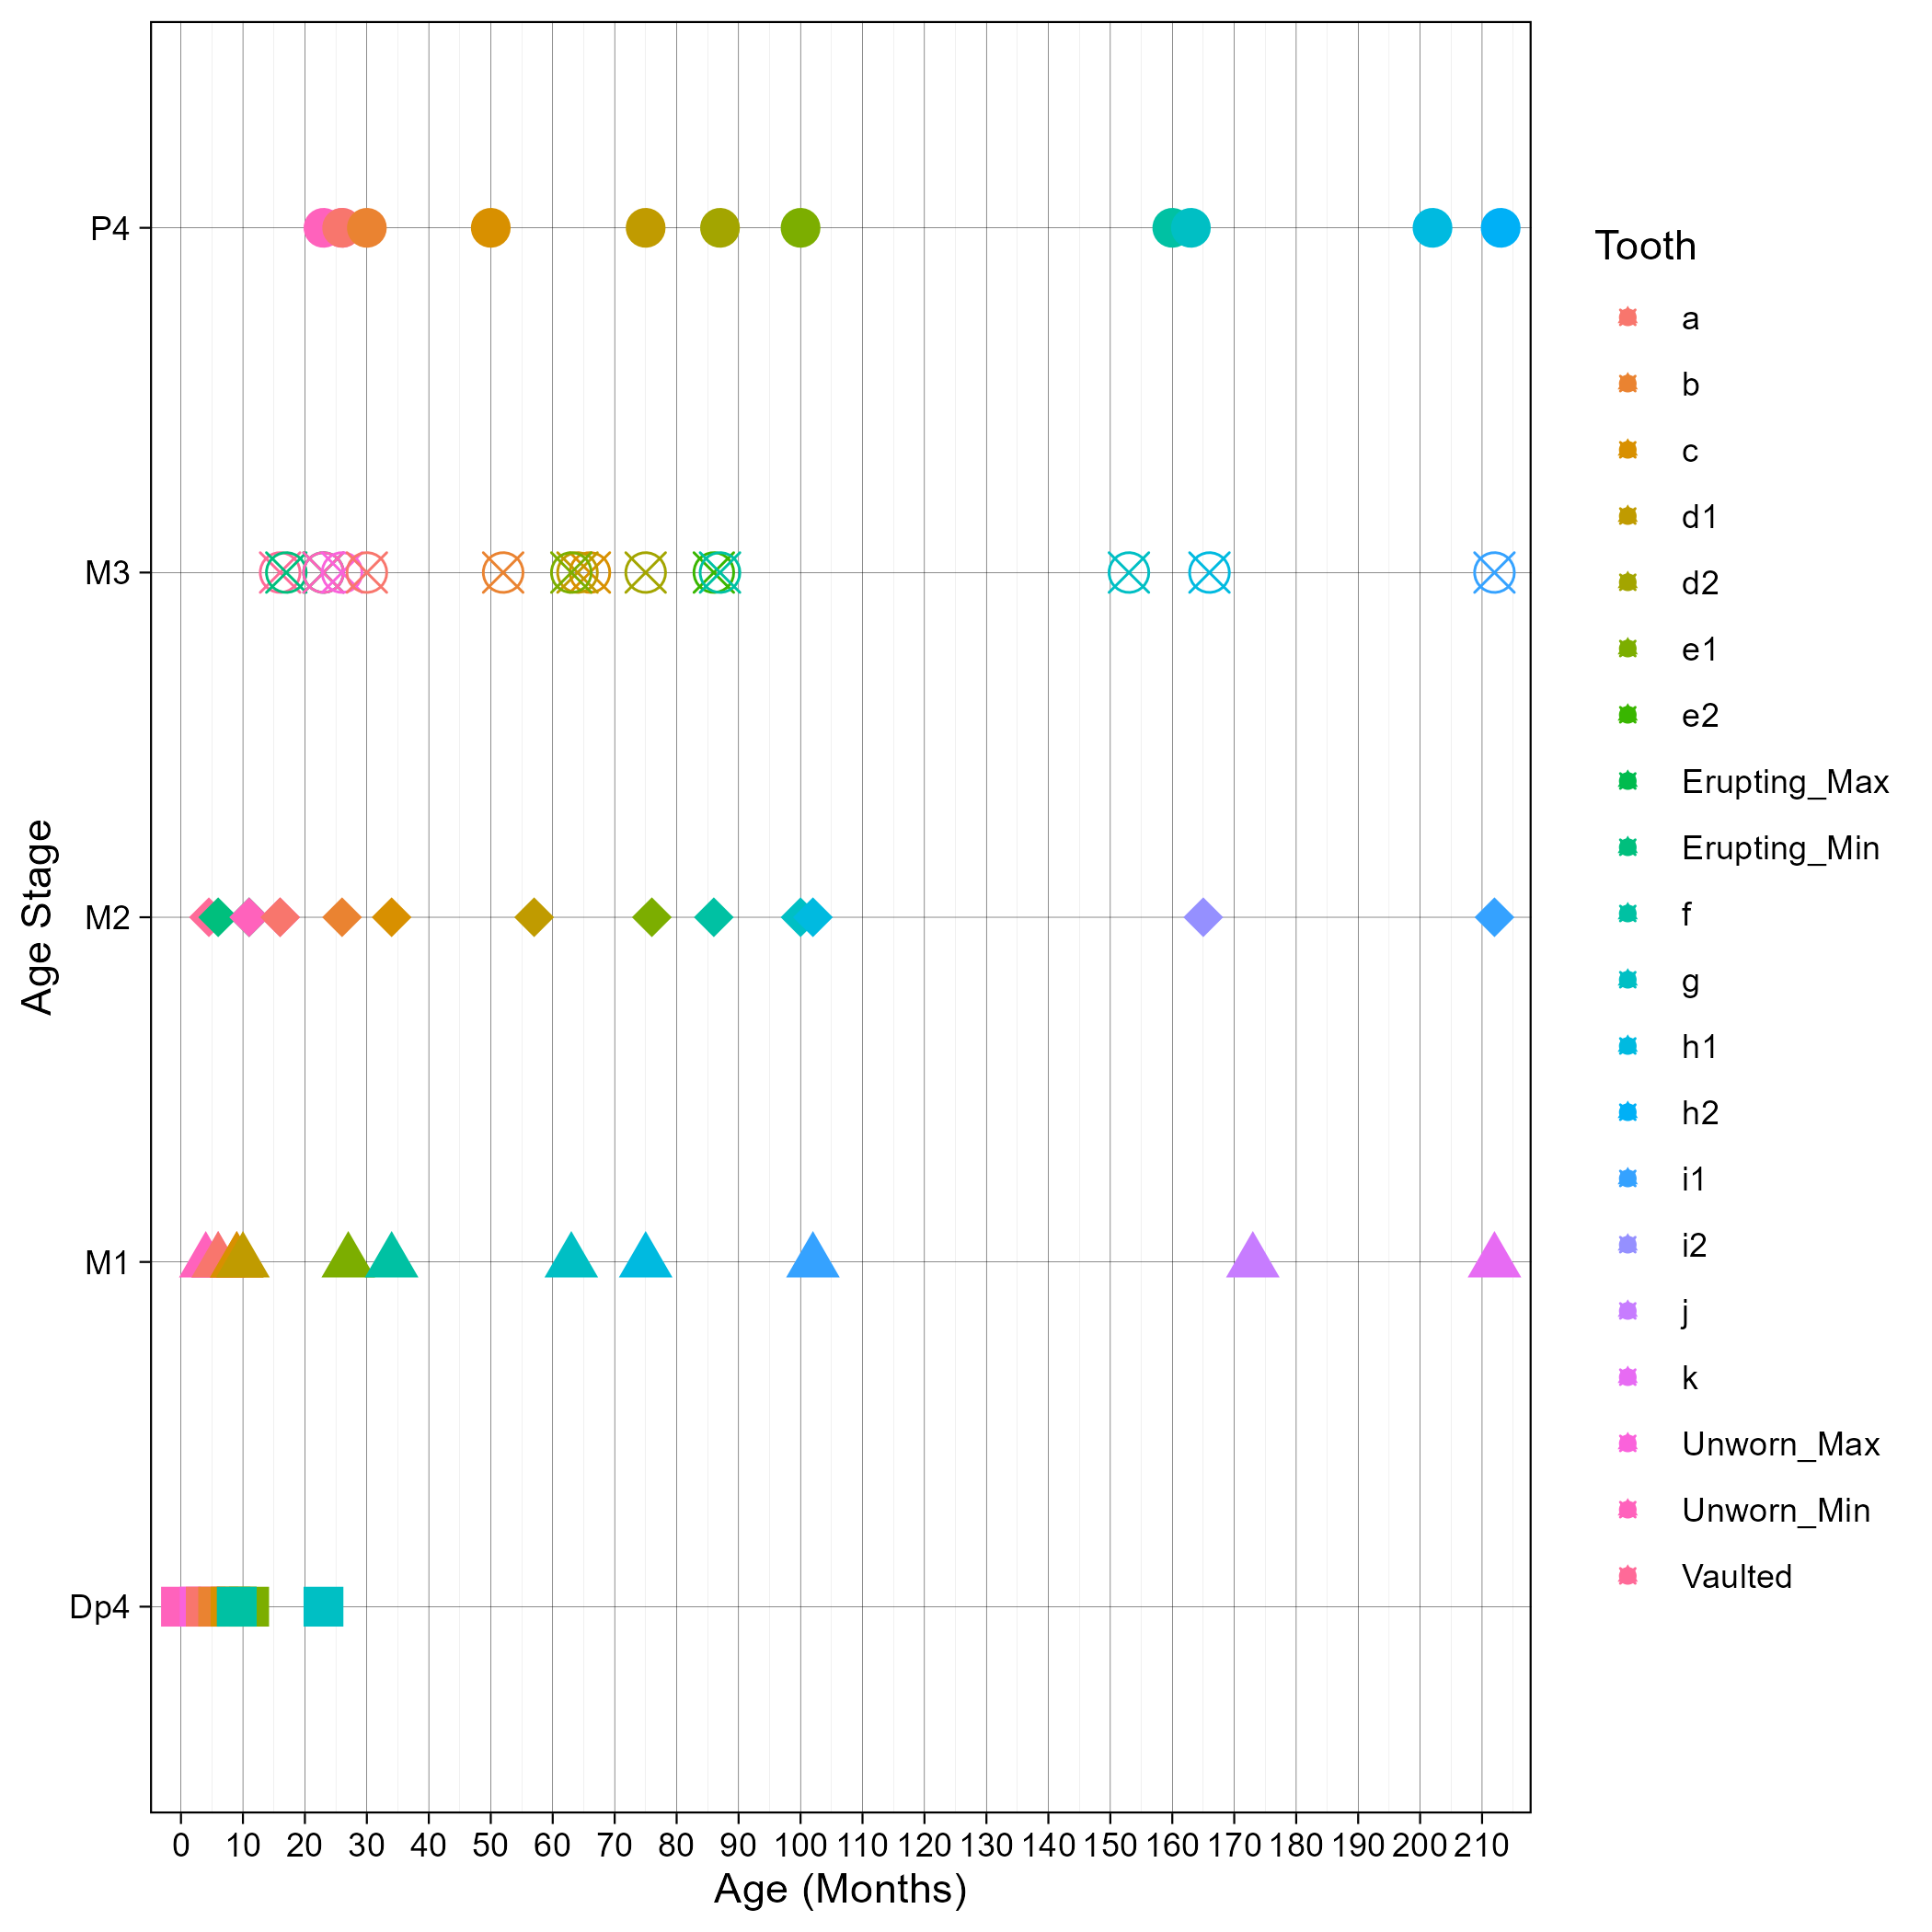 P4
M3
M2
M1
Dp4
Age Stage
0 10 20 30 40 50 60 70 80 90 100 110 120 130 140 150 160 170 180 190 200 210
Age (Months)
Tooth
a
b
c
d1
d2
e1
e2
Erupting_Max
Erupting_Min
f
g
h1
h2
i1
i2
j
k
Unworn_Max
Unworn_Min
Vaulted